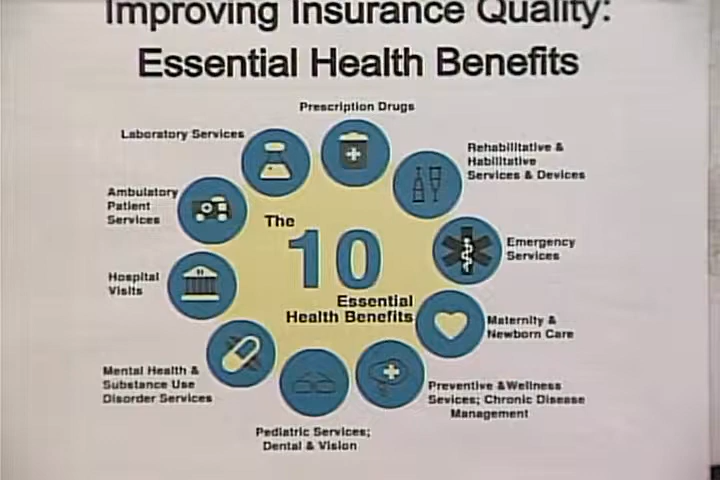 Improving Insurance Quality:
Essential Health Benefits
Prescription Drugs
Laboratory Services
Rehabilitative &
Habilitative
Services & Devices
Ambulatory
Patient
Services
The
10
Essential
Health Benefits
Emergency
Services
Hospital
Visits
Maternity &
Newborn Care
Mental Health &
Substance Use
Disorder Services
Preventive &Wellness
Sevices; Chronic Disease
Management
Pediatric Services;
Dental & Vision